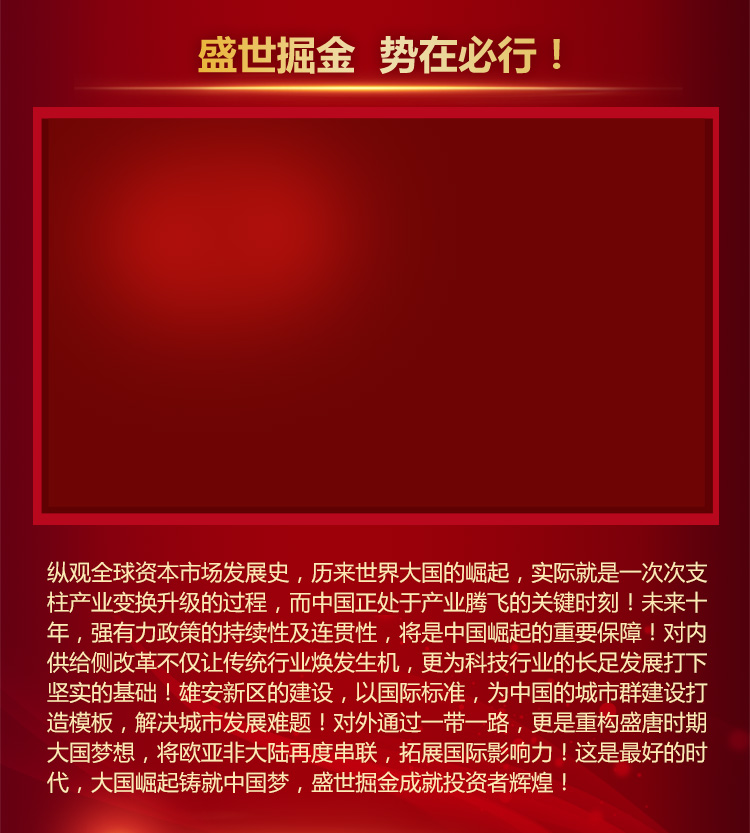 盛世掘金 势在必行！
纵观全球资本市场发展史，历来世界大国的崛起，实际就是一次次支
柱产业变换升级的过程，而中国正处于产业腾飞的关键时刻！未来十
年，强有力政策的持续性及连贯性，将是中国崛起的重要保障！对内
供给侧改革不仅让传统行业焕发生机，更为科技行业的长足发展打下
坚实的基础！雄安新区的建设，以国际标准，为中国的城市群建设打
造模板，解决城市发展难题！对外通过一带一路，更是重构盛唐时期
大国梦想，将欧亚非大陆再度串联，拓展国际影响力！这是最好的时
代，大国崛起铸就中国梦，盛世掘金成就投资者辉煌！